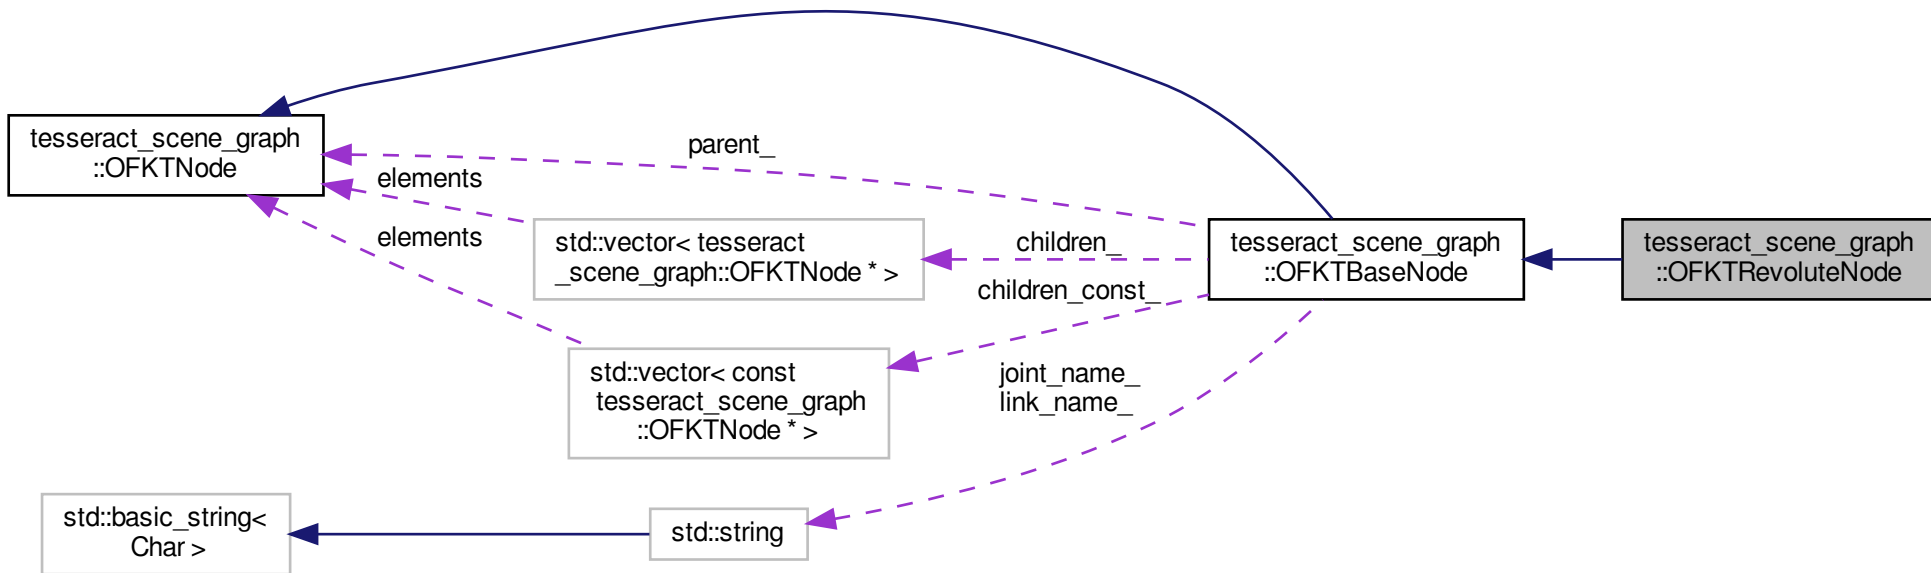 tesseract_scene_graph
::OFKTNode
parent_
elements
elements
std::vector< tesseract
_scene_graph::OFKTNode * >
children_
children_const_
tesseract_scene_graph
::OFKTBaseNode
tesseract_scene_graph
::OFKTRevoluteNode
std::vector< const
tesseract_scene_graph
::OFKTNode * >
joint_name_
link_name_
std::basic_string<
Char >
std::string